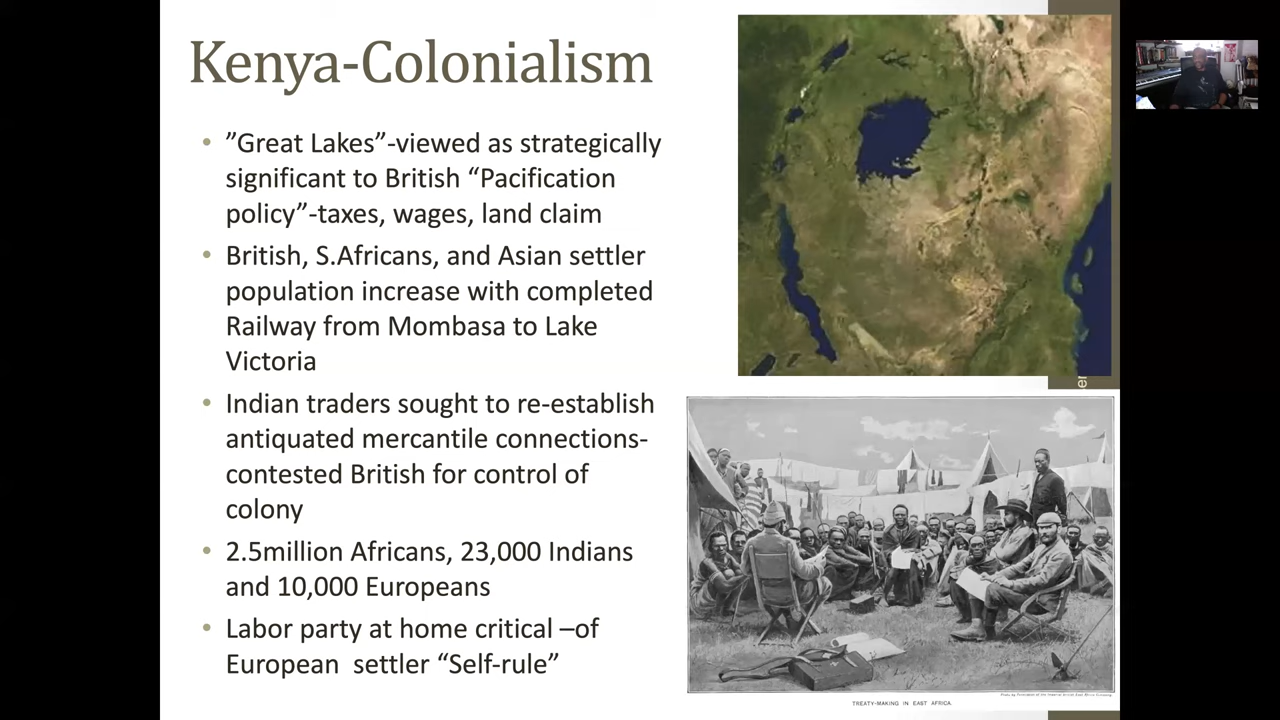 Kenya-Colonialism
• ”Great Lakes”-viewed as strategically
significant to British “Pacification
policy”-taxes, wages, land claim
• British, S.Africans, and Asian settler
population increase with completed
Railway from Mombasa to Lake
Victoria
• Indian traders sought to re-establish
antiquated mercantile connections-
contested British for control of
colony
• 2.5million Africans, 23,000 Indians
and 10,000 Europeans
• Labor party at home critical –of
European settler “Self-rule”
er
TREATY-MAKING IN EAST AFRICA.